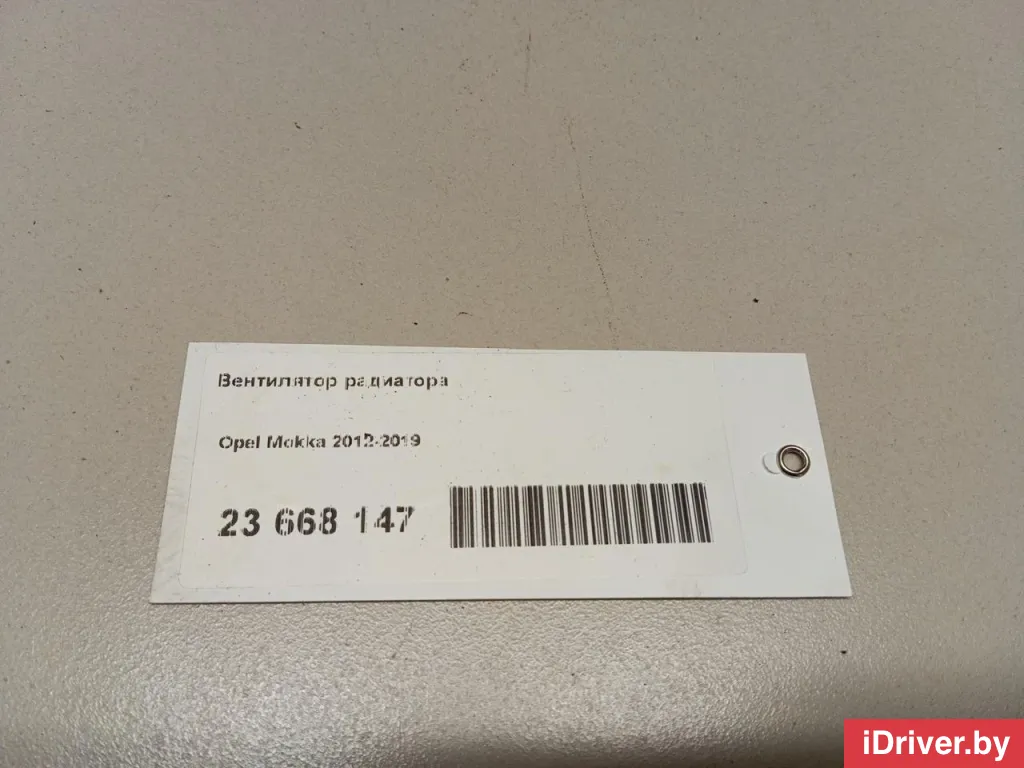 Вентилятор радиатора
Opel Mokka 2012-2019
23 668 147
iDriver.by